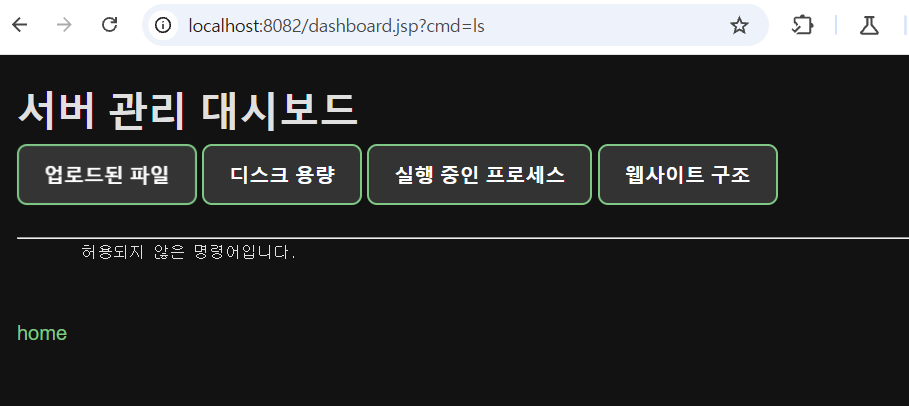 localhost:8082/dashboard.jsp?cmd=ls
서버 관리 대시보드
업로드된 파일 디스크 용량 실행 중인 프로세스 웹사이트 구조
허용되지 않은 명령어입니다.
home